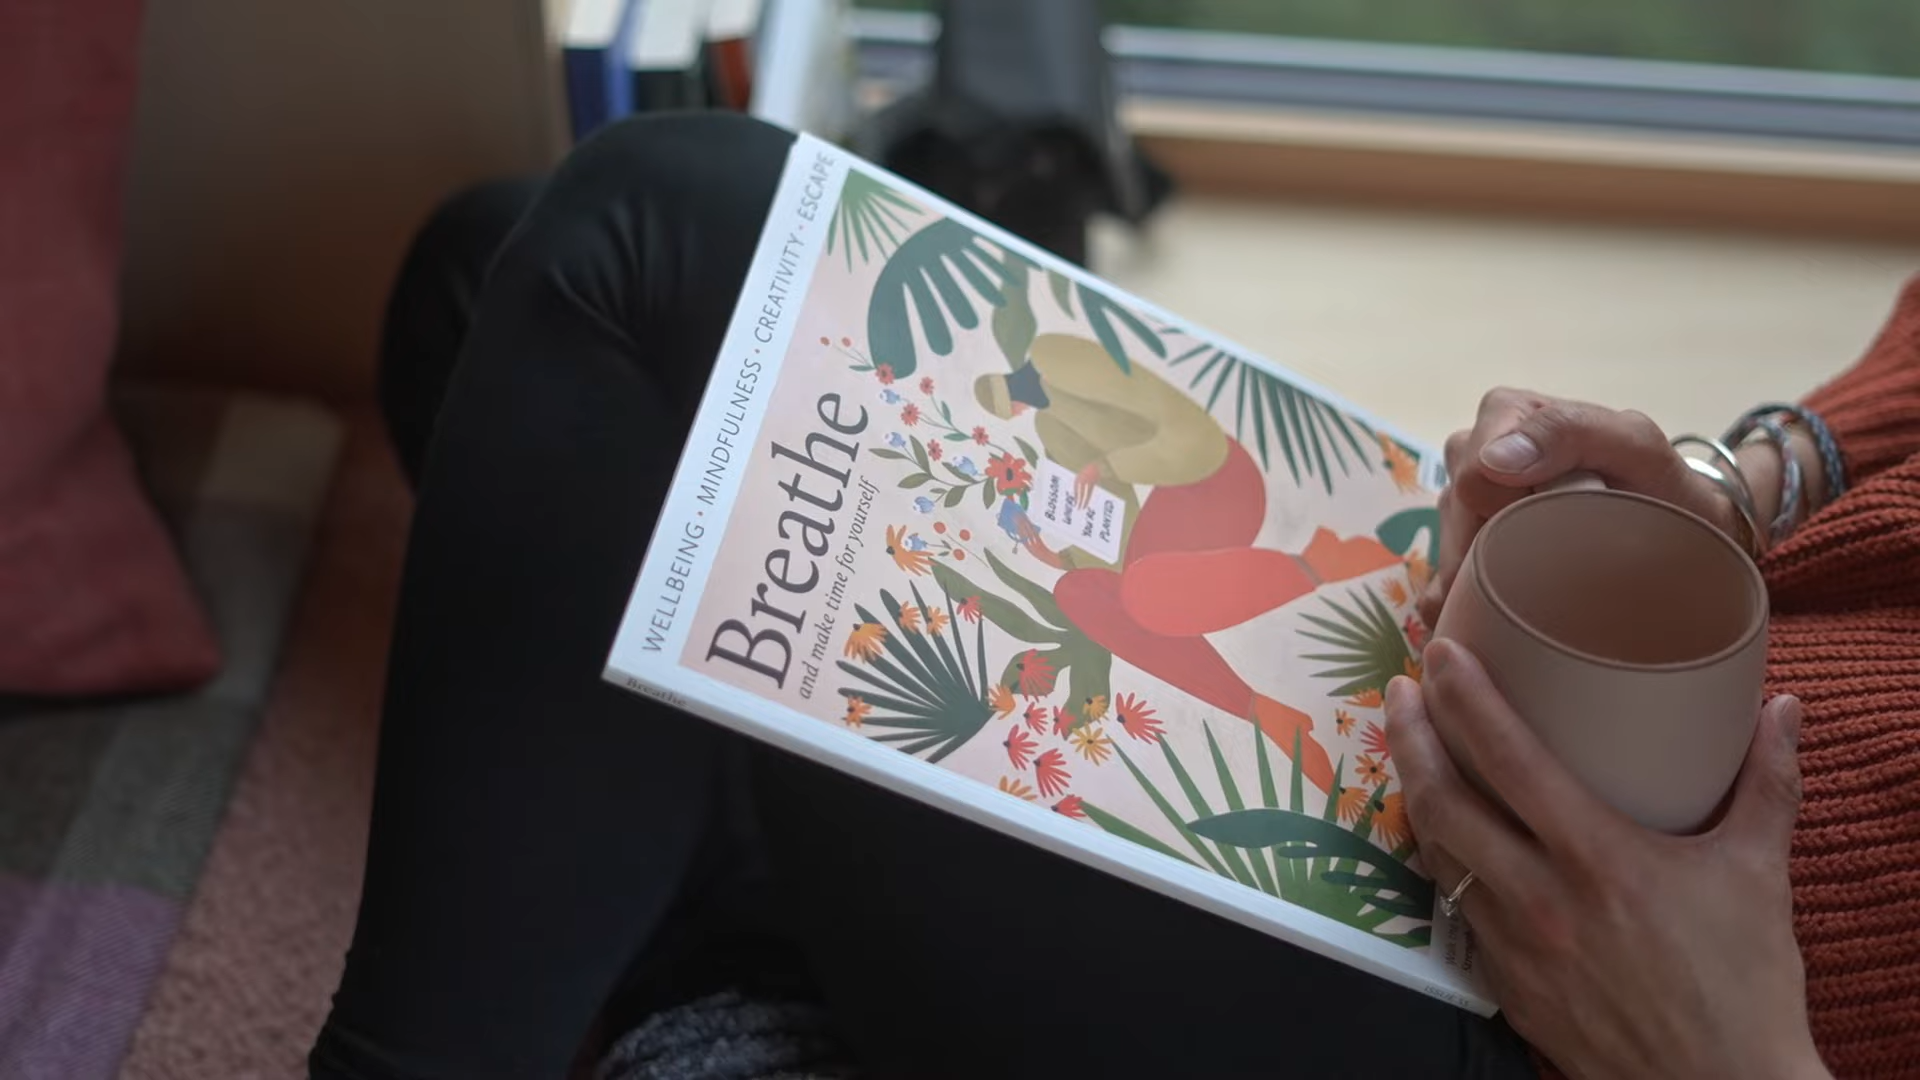 WELLBEING • MINDFULNESS • CREATIVITY • ESCAPE
Breathe
and make time for yourself
BLOSSOM
WHERE
YOU'RE
PLANTED
Breathe